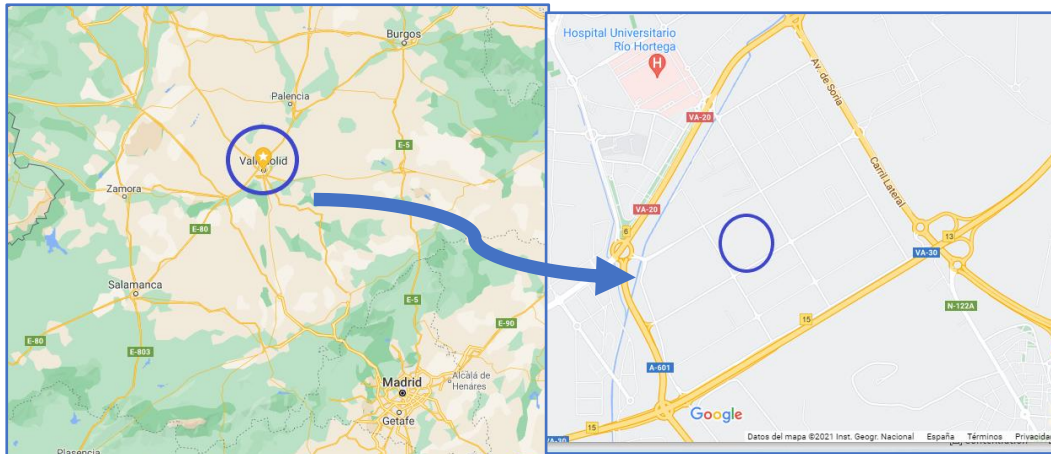 Burgos
Palencia
Valladolid
E-5
Zamora
E-80
Salamanca
E-5
E-90
E-80
E-803
Alcalá de
Henares
Madrid
Getafe
Plasencia
Hospital Universitario
Río Hortega
H
Av. de Soria
VA-20
Carril Lateral
VA-20
6
13
VA-30
N-122A
15
A-601
Google
15
VA-30
Datos del mapa ©2021 Inst. Geogr. Nacional España Términos Privacidad